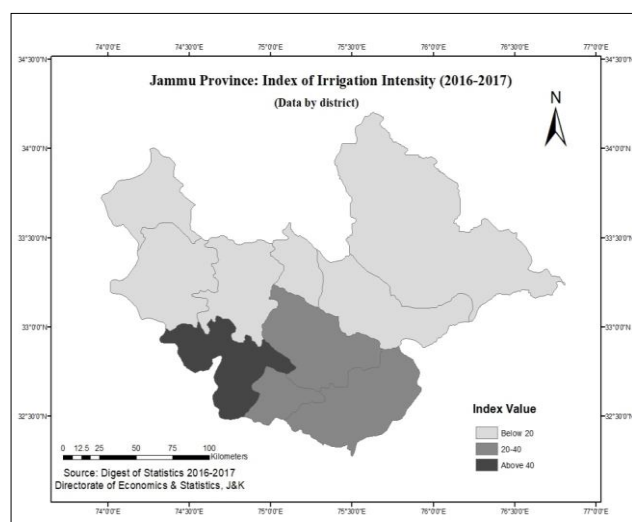 Jammu Province: Index of Irrigation Intensity (2016-2017)
(Data by district)
N
74°0'0"E 74°30'0"E 75°0'0"E 75°30'0"E 76°0'0"E 76°30'0"E 77°0'0"E
34°30'0"N 34°30'0"N
34°0'0"N 34°0'0"N
33°30'0"N 33°30'0"N
33°0'0"N 33°0'0"N
32°30'0"N 32°30'0"N
Index Value
Below 20
20-40
Above 40
0 12.5 25 50 75 100
Kilometers
Source: Digest of Statistics 2016-2017
Directorate of Economics & Statistics, J&K
74°0'0"E 74°30'0"E 75°0'0"E 75°30'0"E 76°0'0"E 76°30'0"E 77°0'0"E